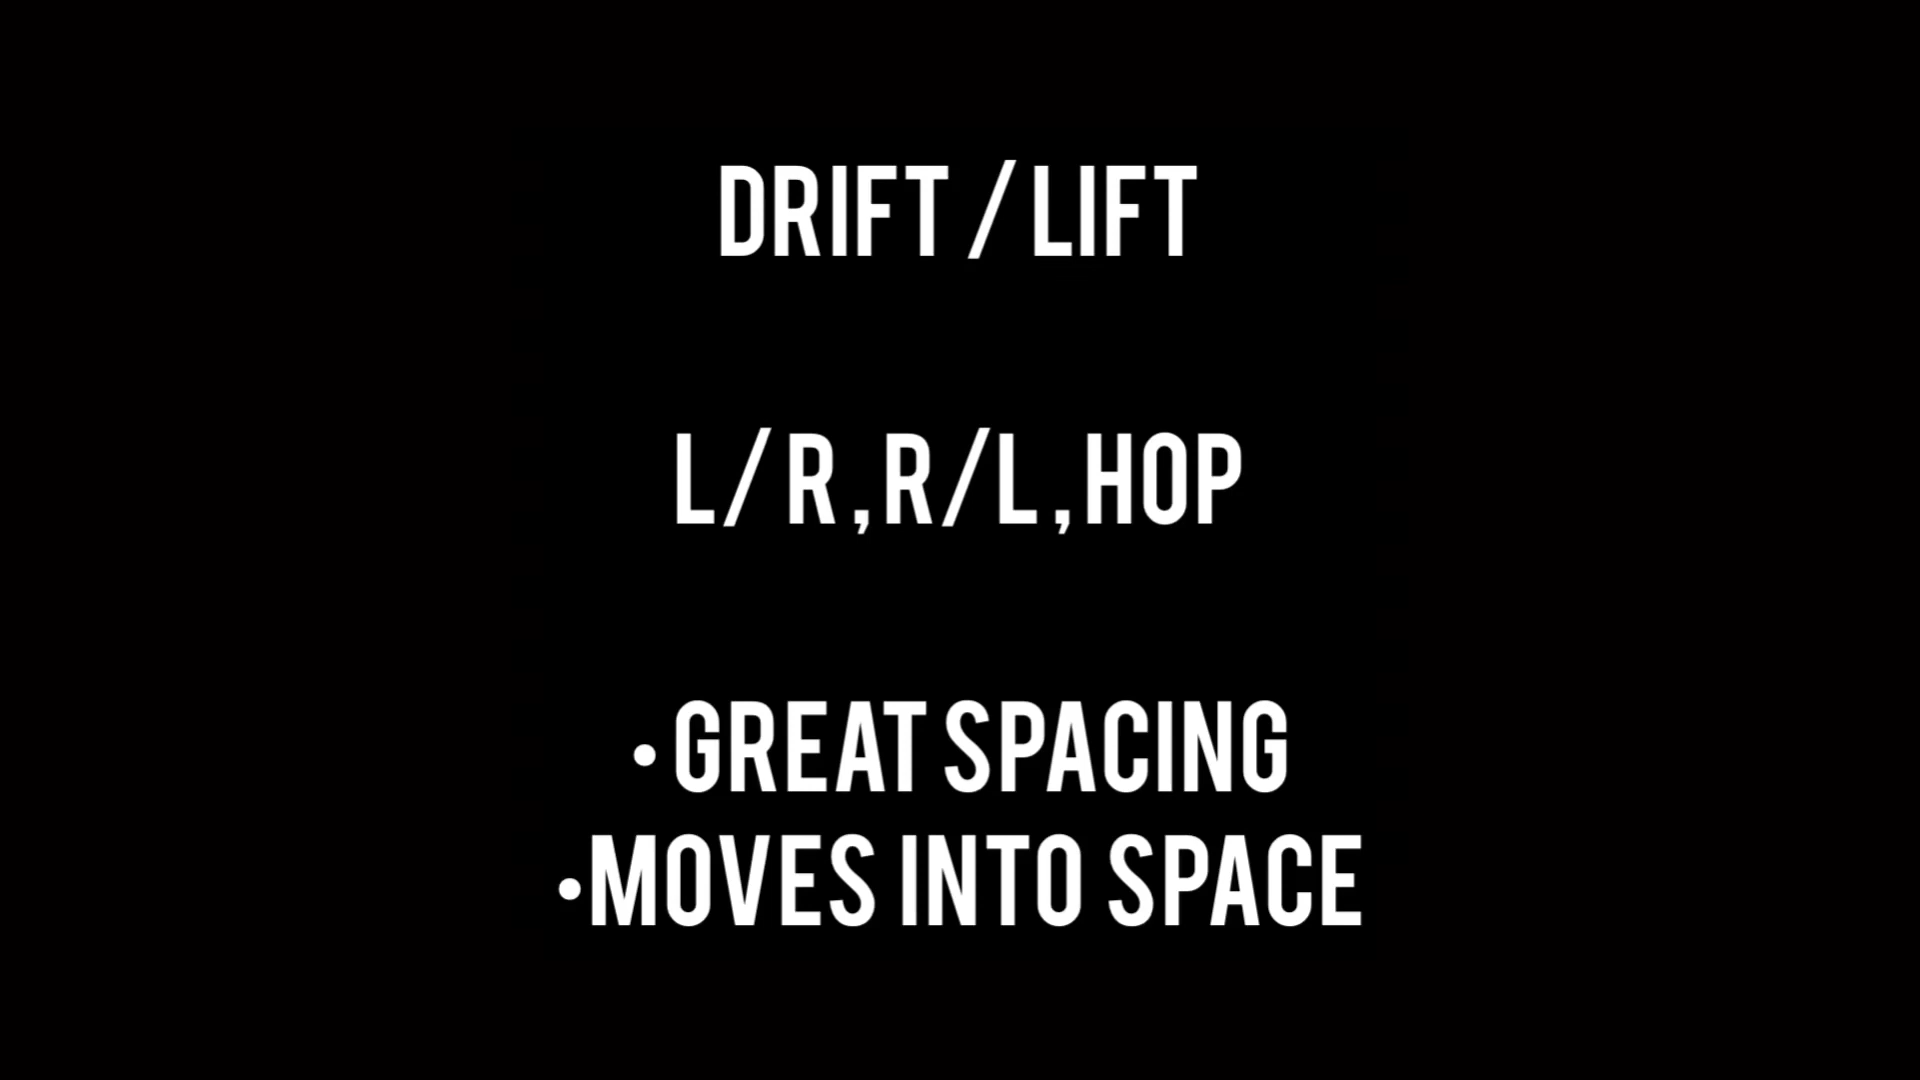 DRIFT / LIFT
L/R,R/L,HOP
• GREAT SPACING
•MOVES INTO SPACE